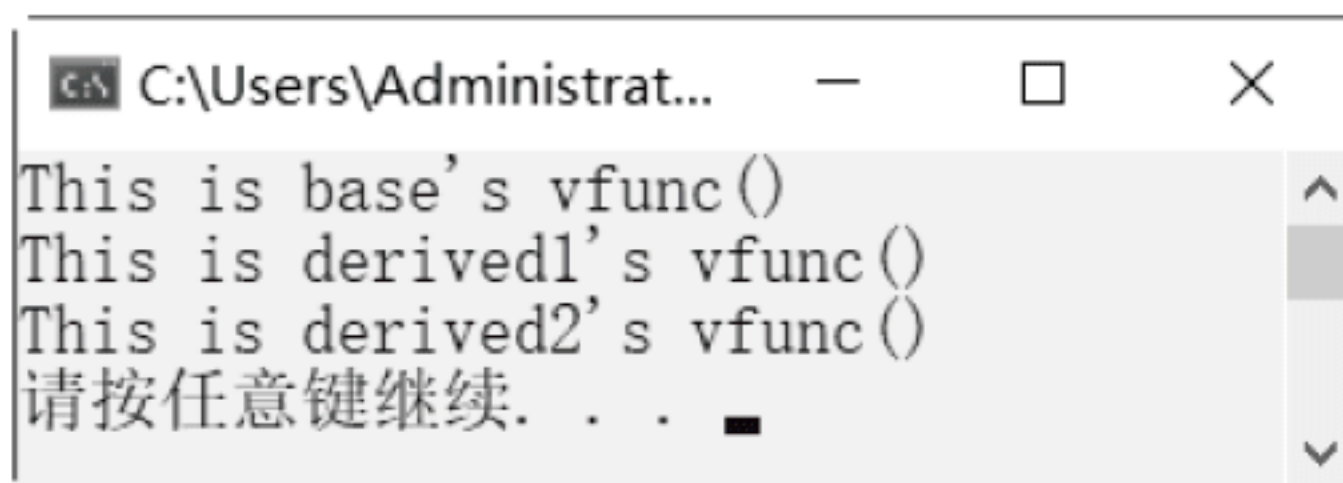 C:\Users\Administrat...
This is base's vfunc()
This is derived1's vfunc()
This is derived2's vfunc()
请按任意键继续. . .